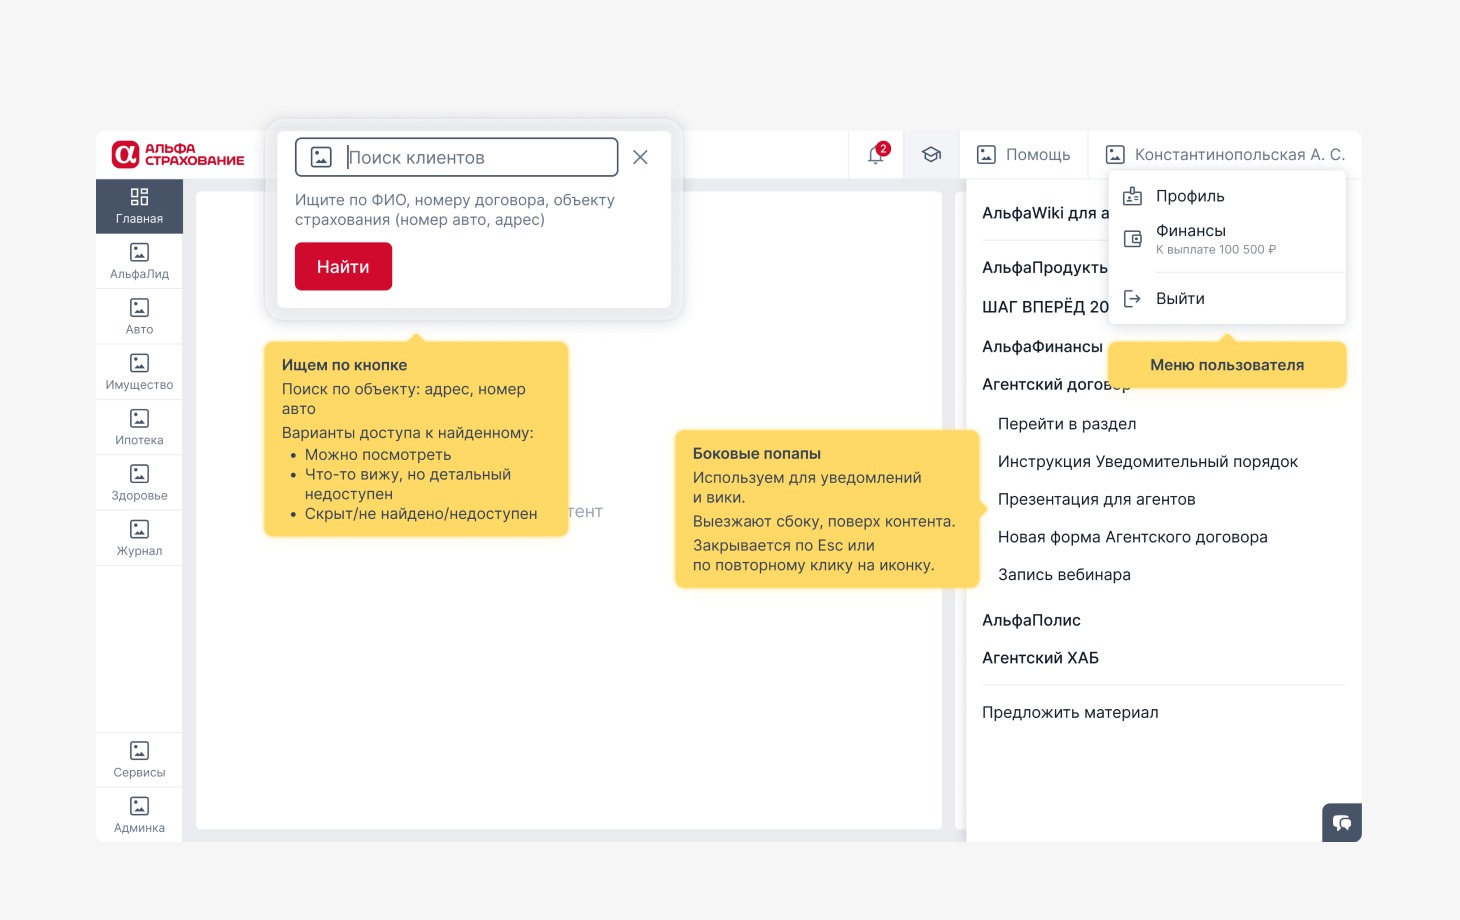 АЛЬФА
СТРАХОВАНИЕ
Поиск клиентов
Ищите по ФИО, номеру договора, объекту
страхования (номер авто, адрес)
Найти
2
Помощь
Константинопольская А. С.
Профиль
Финансы
К выплате 100 500 ₽
Выйти
Меню пользователя
Главная
АльфаЛид
Авто
Имущество
Ипотека
Здоровье
Журнал
Сервисы
Админка
Ищем по кнопке
Поиск по объекту: адрес, номер
авто
Варианты доступа к найденному:
• Можно посмотреть
• Что-то вижу, но детальный
недоступен
• Скрыт/не найдено/недоступен
тент
Боковые попапы
Используем для уведомлений
и вики.
Выезжают сбоку, поверх контента.
Закрывается по Esc или
по повторному клику на иконку.
АльфаWiki для а
АльфаПродукты
ШАГ ВПЕРЁД 20
АльфаФинансы
Агентский договор
Перейти в раздел
Инструкция Уведомительный порядок
Презентация для агентов
Новая форма Агентского договора
Запись вебинара
АльфаПолис
Агентский ХАБ
Предложить материал